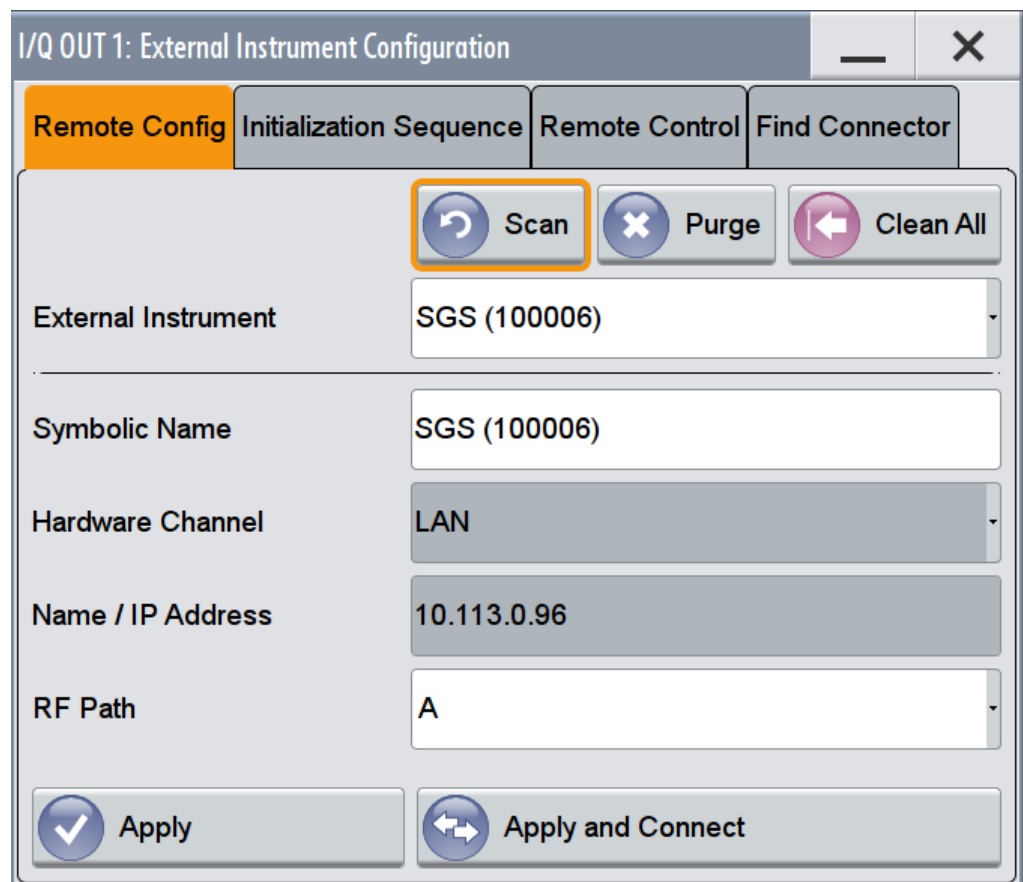 I/Q OUT 1: External Instrument Configuration
Remote Config Initialization Sequence Remote Control Find Connector
Scan Purge Clean All
External Instrument SGS (100006)
Symbolic Name SGS (100006)
Hardware Channel LAN
Name / IP Address 10.113.0.96
RF Path A
Apply Apply and Connect